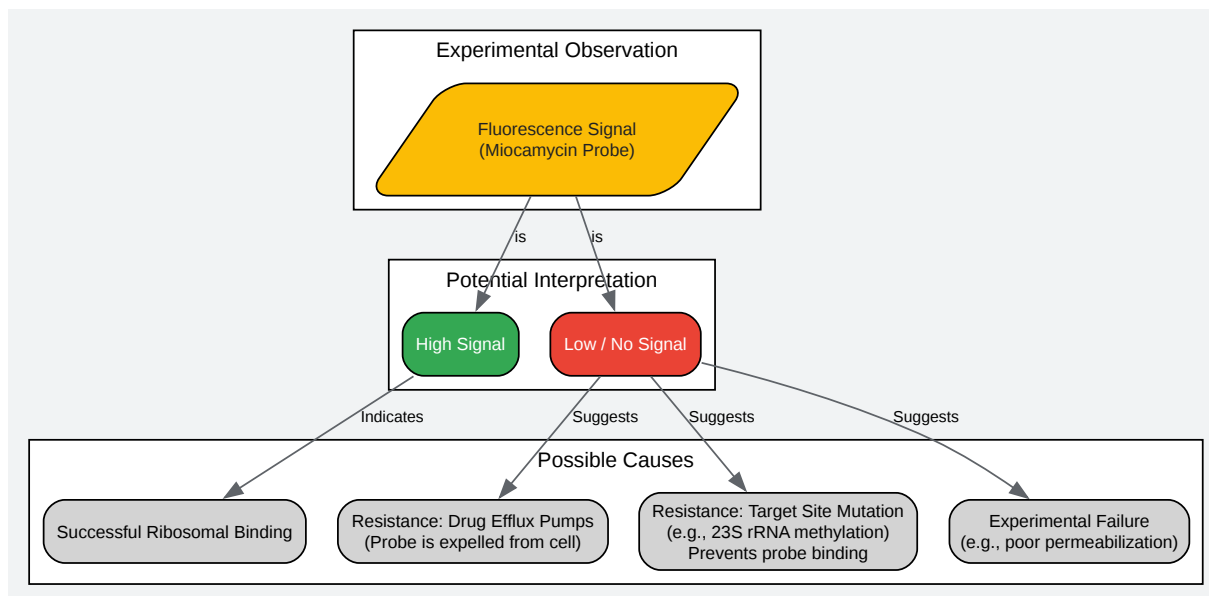 Experimental Observation
Fluorescence Signal
(Miocamycin Probe)
is
is
Potential Interpretation
High Signal
Low / No Signal
Indicates
Suggests
Suggests
Suggests
Possible Causes
Successful Ribosomal Binding
Resistance: Drug Efflux Pumps
(Probe is expelled from cell)
Resistance: Target Site Mutation
(e.g., 23S rRNA methylation)
Prevents probe binding
Experimental Failure
(e.g., poor permeabilization)